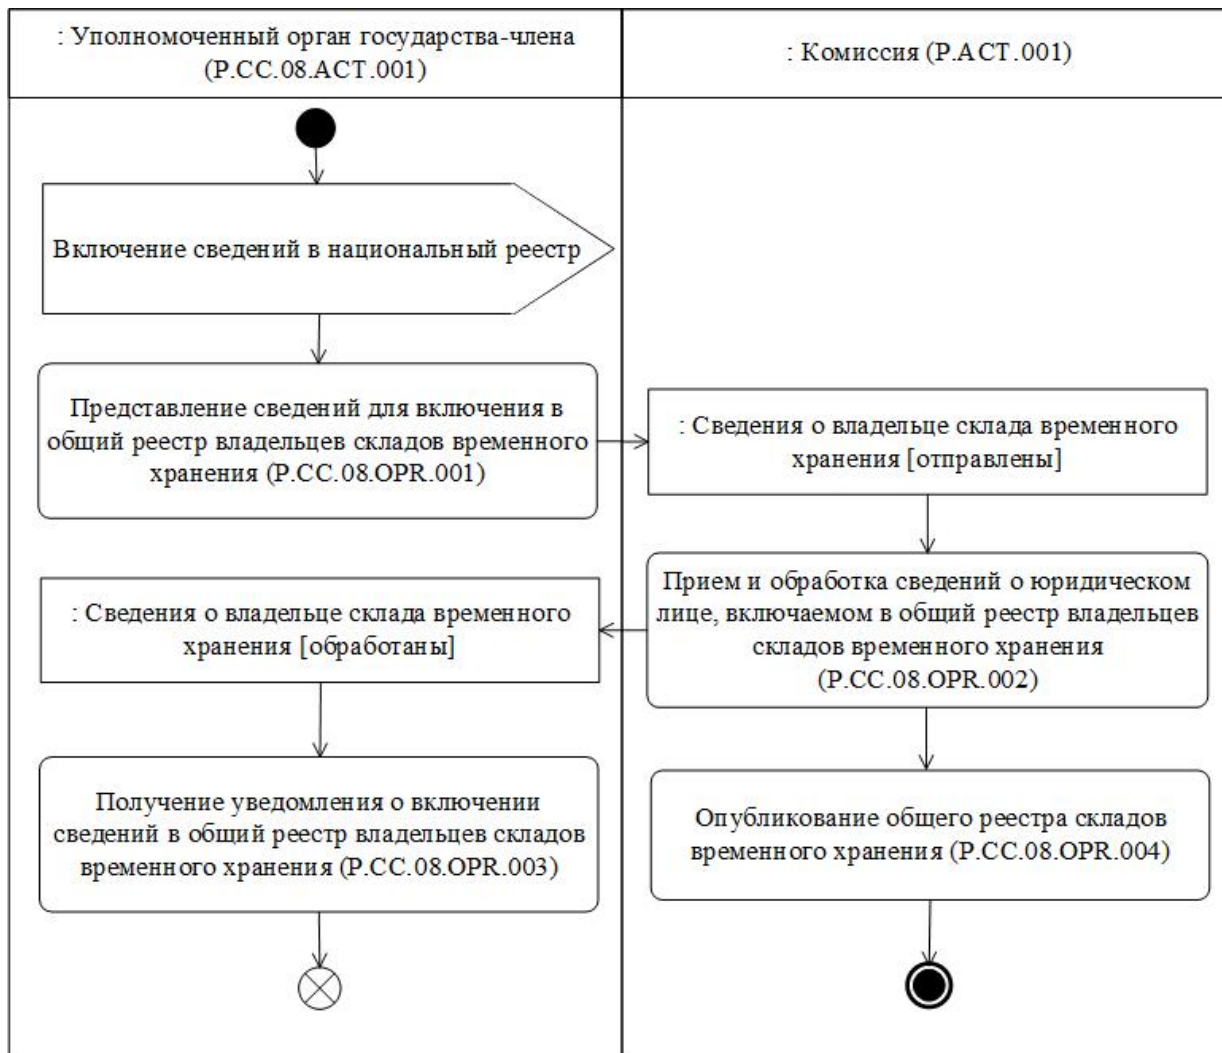 : Уполномоченный орган государства-члена
(P.CC.08.ACT.001)
: Комиссия (P.ACT.001)
Включение сведений в национальный реестр
Представление сведений для включения в
общий реестр владельцев складов временного
хранения (P.CC.08.OPR.001)
: Сведения о владельце склада временного
хранения [отправлены]
Прием и обработка сведений о юридическом
лице, включаемом в общий реестр владельцев
складов временного хранения
(P.CC.08.OPR.002)
: Сведения о владельце склада временного
хранения [обработаны]
Получение уведомления о включении
сведений в общий реестр владельцев складов
временного хранения (P.CC.08.OPR.003)
Опубликование общего реестра складов
временного хранения (P.CC.08.OPR.004)